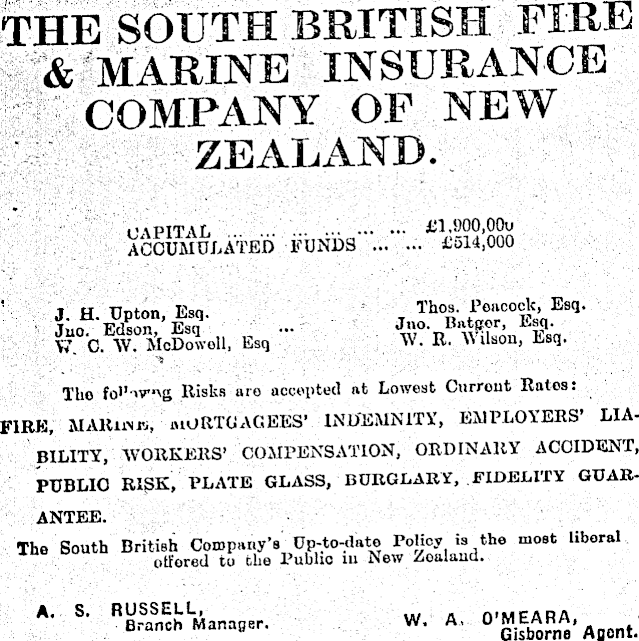 THE SOUTH BRITISH FIRE
& MARINE INSURANCE
COMPANY OF NEW
ZEALAND.
CAPITAL ... ... ... ... ... ... £1,900,000
ACCUMULATED FUNDS ... ... £514,000
J. H. Upton, Esq. Thos. Peacock, Esq.
Jno. Edson, Esq ... Jno. Batger, Esq.
W. C. W. McDowell, Esq W. R. Wilson, Esq.
The following Risks are accepted at Lowest Current Rates:
FIRE, MARINE, MORTGAGEES' INDEMNITY, EMPLOYERS' LIA-
BILITY, WORKERS' COMPENSATION, ORDINARY ACCIDENT,
PUBLIC RISK, PLATE GLASS, BURGLARY, FIDELITY GUAR-
ANTEE.
The South British Company's Up-to-date Policy is the most liberal
offered to the Public in New Zealand.
A. S. RUSSELL,
Branch Manager.
W. A. O'MEARA,
Gisborne Agent.